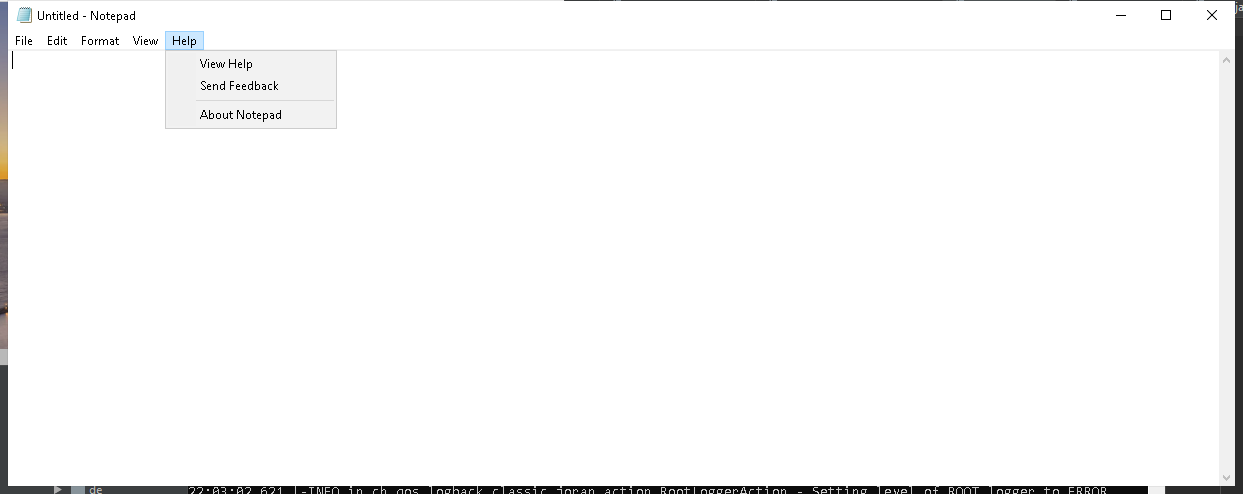 Untitled - Notepad
File Edit Format View Help
View Help
Send Feedback
About Notepad
de
22:03:02,621 |-INFO in ch.qos.logback.classic.joran.action.RootLoggerAction - Setting level of ROOT logger to ERROR